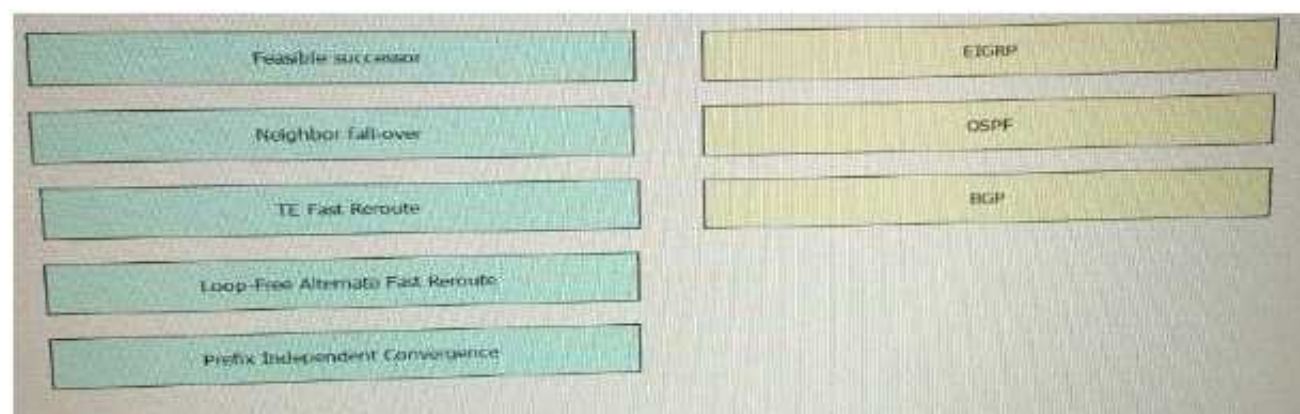 Feasible successor
Neighbor fall-over
TE Fast Reroute
Loop-Free Alternate Fast Reroute
Prefix Independent Convergence
EIGRP
OSPF
BGP